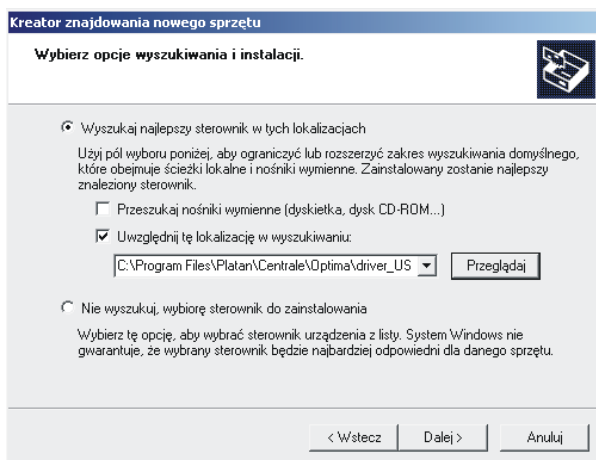 Kreator znajdowania nowego sprzętu
Wybierz opcje wyszukiwania i instalacji.
Wyszukaj najlepszy sterownik w tych lokalizacjach
Użyj pól wyboru poniżej, aby ograniczyć lub rozszerzyć zakres wyszukiwania domyślnego,
które obejmuje ścieżki lokalne i nośniki wymienne. Zainstalowany zostanie najlepszy
znaleziony sterownik.
Przeszukaj nośniki wymienne (dyskietka, dysk CD-ROM...)
Uwzględnij tę lokalizację w wyszukiwaniu:
C:\Program Files\Platan\Centrale\Optima\driver_US
Przeglądaj
Nie wyszukuj, wybiorę sterownik do zainstalowania
Wybierz tę opcję, aby wybrać sterownik urządzenia z listy. System Windows nie
gwarantuje, że wybrany sterownik będzie najbardziej odpowiedni dla danego sprzętu.
< Wstecz
Dalej >
Anuluj